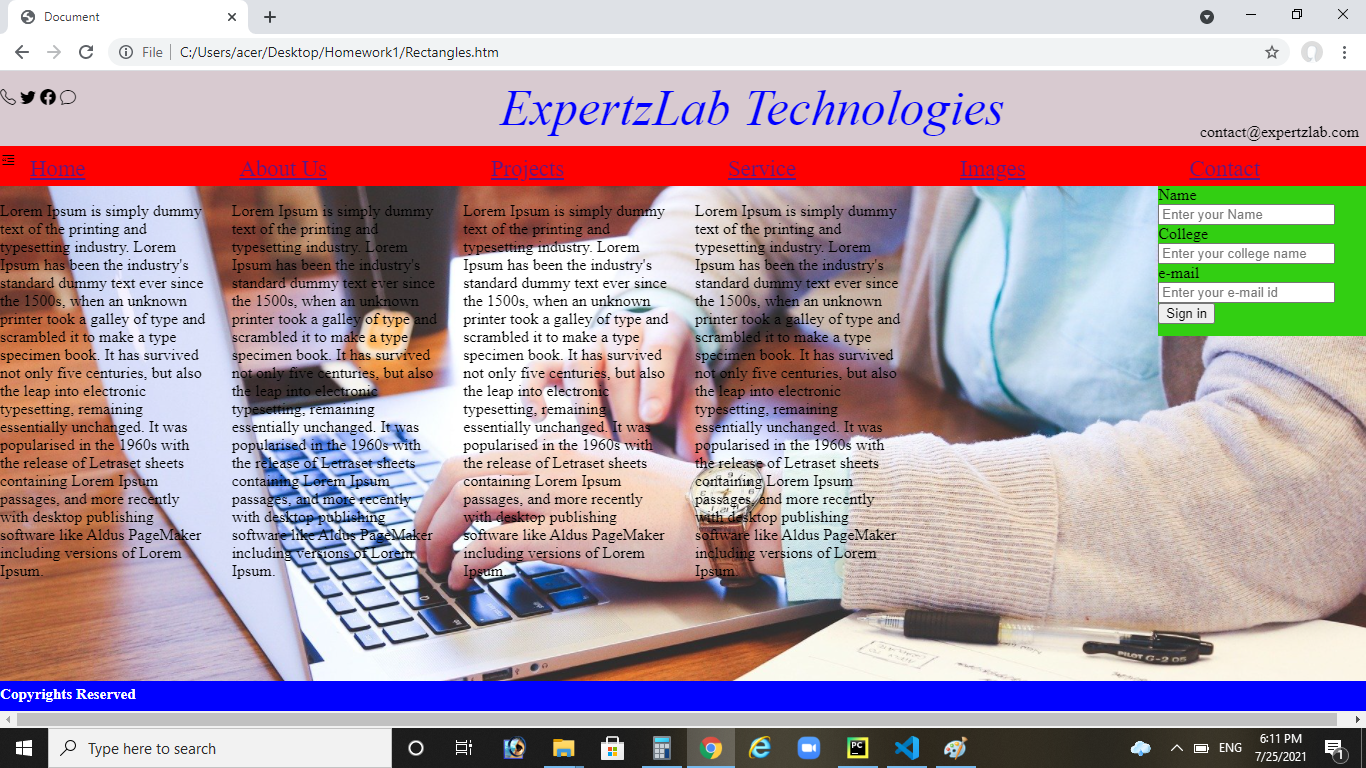 Document
File
C:/Users/acer/Desktop/Homework1/Rectangles.htm
ExpertzLab Technologies
contact@expertzlab.com
Home About Us Projects Service Images Contact
Lorem Ipsum is simply dummy
text of the printing and
typesetting industry. Lorem
Ipsum has been the industry's
standard dummy text ever since
the 1500s, when an unknown
printer took a galley of type and
scrambled it to make a type
specimen book. It has survived
not only five centuries, but also
the leap into electronic
typesetting, remaining
essentially unchanged. It was
popularised in the 1960s with
the release of Letraset sheets
containing Lorem Ipsum
passages, and more recently
with desktop publishing
software like Aldus PageMaker
including versions of Lorem
Ipsum.
Lorem Ipsum is simply dummy
text of the printing and
typesetting industry. Lorem
Ipsum has been the industry's
standard dummy text ever since
the 1500s, when an unknown
printer took a galley of type and
scrambled it to make a type
specimen book. It has survived
not only five centuries, but also
the leap into electronic
typesetting, remaining
essentially unchanged. It was
popularised in the 1960s with
the release of Letraset sheets
containing Lorem Ipsum
passages, and more recently
with desktop publishing
software like Aldus PageMaker
including versions of Lorem
Ipsum.
Lorem Ipsum is simply dummy
text of the printing and
typesetting industry. Lorem
Ipsum has been the industry's
standard dummy text ever since
the 1500s, when an unknown
printer took a galley of type and
scrambled it to make a type
specimen book. It has survived
not only five centuries, but also
the leap into electronic
typesetting, remaining
essentially unchanged. It was
popularised in the 1960s with
the release of Letraset sheets
containing Lorem Ipsum
passages, and more recently
with desktop publishing
software like Aldus PageMaker
including versions of Lorem
Ipsum.
Lorem Ipsum is simply dummy
text of the printing and
typesetting industry. Lorem
Ipsum has been the industry's
standard dummy text ever since
the 1500s, when an unknown
printer took a galley of type and
scrambled it to make a type
specimen book. It has survived
not only five centuries, but also
the leap into electronic
typesetting, remaining
essentially unchanged. It was
popularised in the 1960s with
the release of Letraset sheets
containing Lorem Ipsum
passages, and more recently
with desktop publishing
software like Aldus PageMaker
including versions of Lorem
Ipsum.
Name
Enter your Name
College
Enter your college name
e-mail
Enter your e-mail id
Sign in
PILOT G-2 05
Copyrights Reserved
Type here to search
PC
ENG
6:11 PM
7/25/2021
1